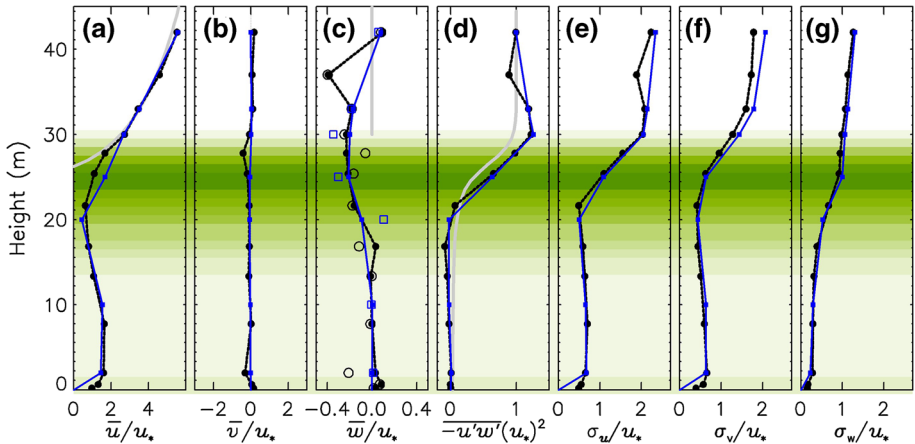 (a) (b) (c) (d) (e) (f) (g)
40
30
20
10
0
Height (m)
0 4 −2 0 2 −0.4 0.0 0.4 0 1 0 1 2 0 1 2 0 1 2
u̅/u* v̅/u* w̅/u* −u′w′(u*)² σu/u* σv/u* σw/u*